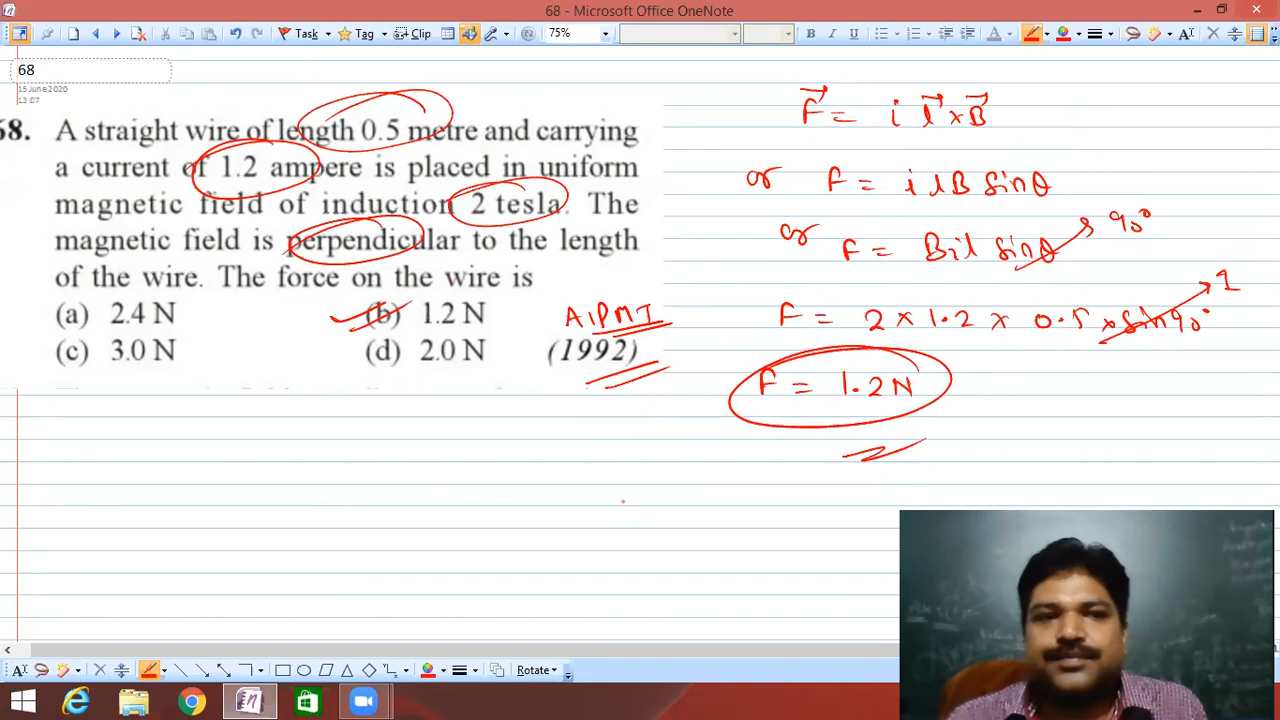 68 - Microsoft Office OneNote
Task Tag Clip 75% B I U A
68
15 June 2020
13:07
68. A straight wire of length 0.5 metre and carrying
a current of 1.2 ampere is placed in uniform
magnetic field of induction 2 tesla. The
magnetic field is perpendicular to the length
of the wire. The force on the wire is
(a) 2.4 N (b) 1.2 N
(c) 3.0 N (d) 2.0 N (1992)
AIPMT
F = i l × B
or F = i l B sinθ
or F = Bil sinθ 90°
F = 2 × 1.2 × 0.5 × sin90° 1
F = 1.2 N
Rotate